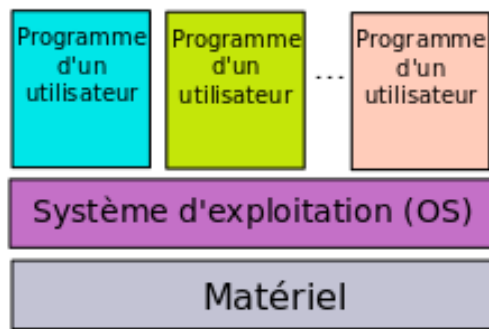 Programme
d'un
utilisateur
Programme
d'un
utilisateur
...
Programme
d'un
utilisateur
Système d'exploitation (OS)
Matériel